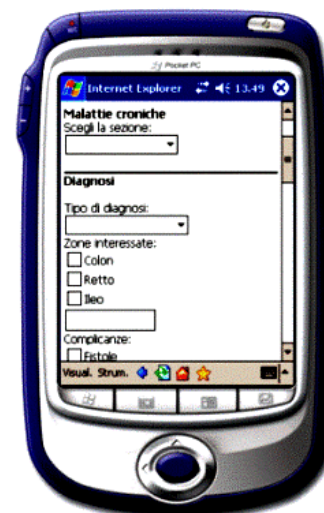 Pocket PC
Internet Explorer 13.49
Malattie croniche
Scegli la sezione:
Diagnosi
Tipo di diagnosi:
Zone interessate:
Colon
Retto
Ileo
Complicanze:
Fistole
Visual. Strum.